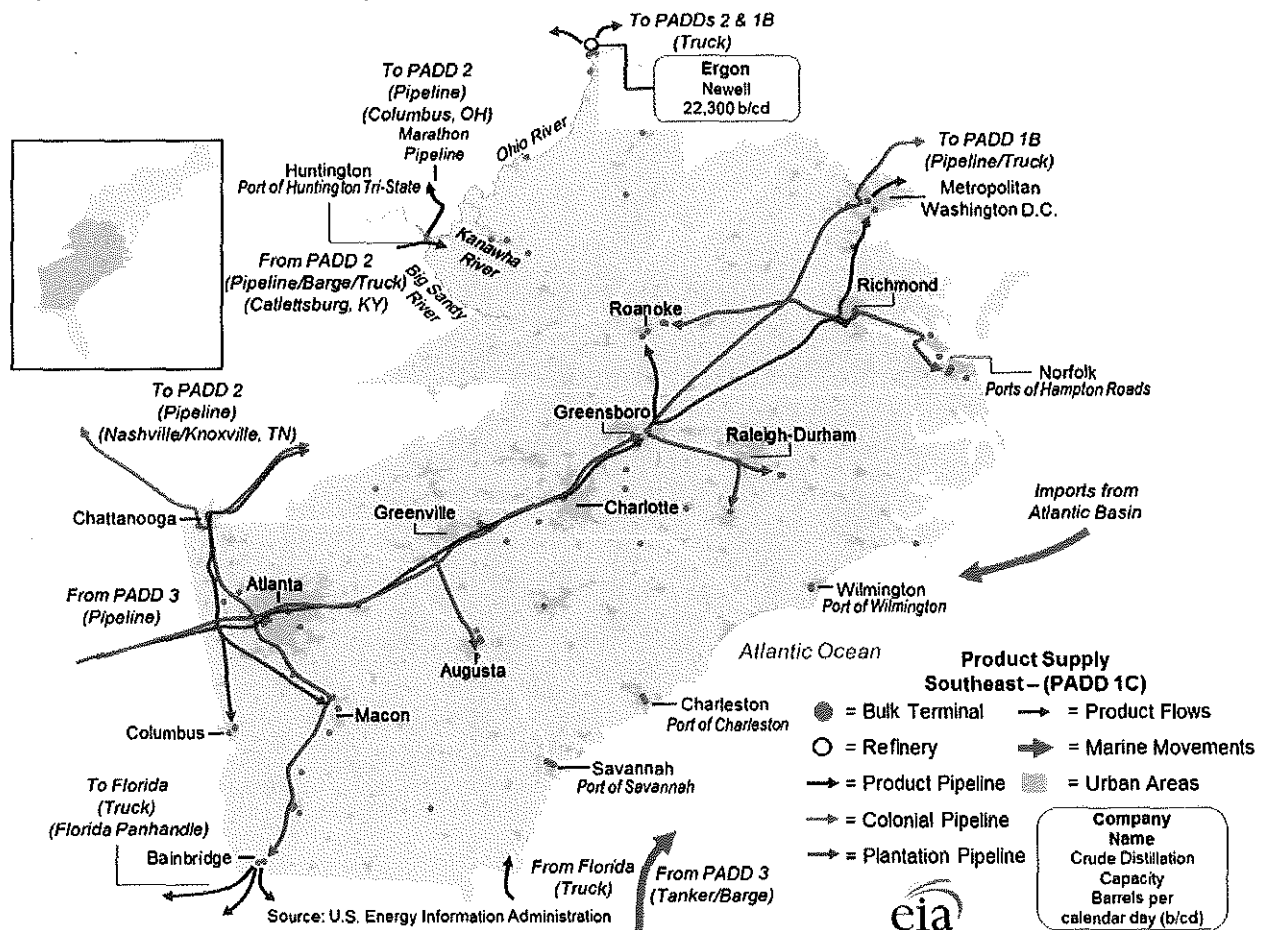 To PADDs 2 & 1B
(Truck)
Ergon
Newell
22,300 b/cd
To PADD 2
(Pipeline)
(Columbus, OH)
Marathon
Pipeline
Ohio River
To PADD 1B
(Pipeline/Truck)
Huntington
Port of Huntington Tri-State
Metropolitan
Washington D.C.
Kanawha
River
From PADD 2
(Pipeline/Barge/Truck)
(Catlettsburg, KY)
Big Sandy
River
Richmond
Roanoke
Norfolk
Ports of Hampton Roads
To PADD 2
(Pipeline)
(Nashville/Knoxville, TN)
Greensboro
Raleigh-Durham
Chattanooga
Greenville
Charlotte
Imports from
Atlantic Basin
From PADD 3
(Pipeline)
Atlanta
Wilmington
Port of Wilmington
Augusta
Atlantic Ocean
Macon
Columbus
Charleston
Port of Charleston
Savannah
Port of Savannah
To Florida
(Truck)
(Florida Panhandle)
Bainbridge
From Florida
(Truck)
From PADD 3
(Tanker/Barge)
Source: U.S. Energy Information Administration
Product Supply
Southeast – (PADD 1C)
= Bulk Terminal
= Product Flows
= Refinery
= Marine Movements
= Product Pipeline
= Urban Areas
= Colonial Pipeline
= Plantation Pipeline
Company
Name
Crude Distillation
Capacity
Barrels per
calendar day (b/cd)
eia